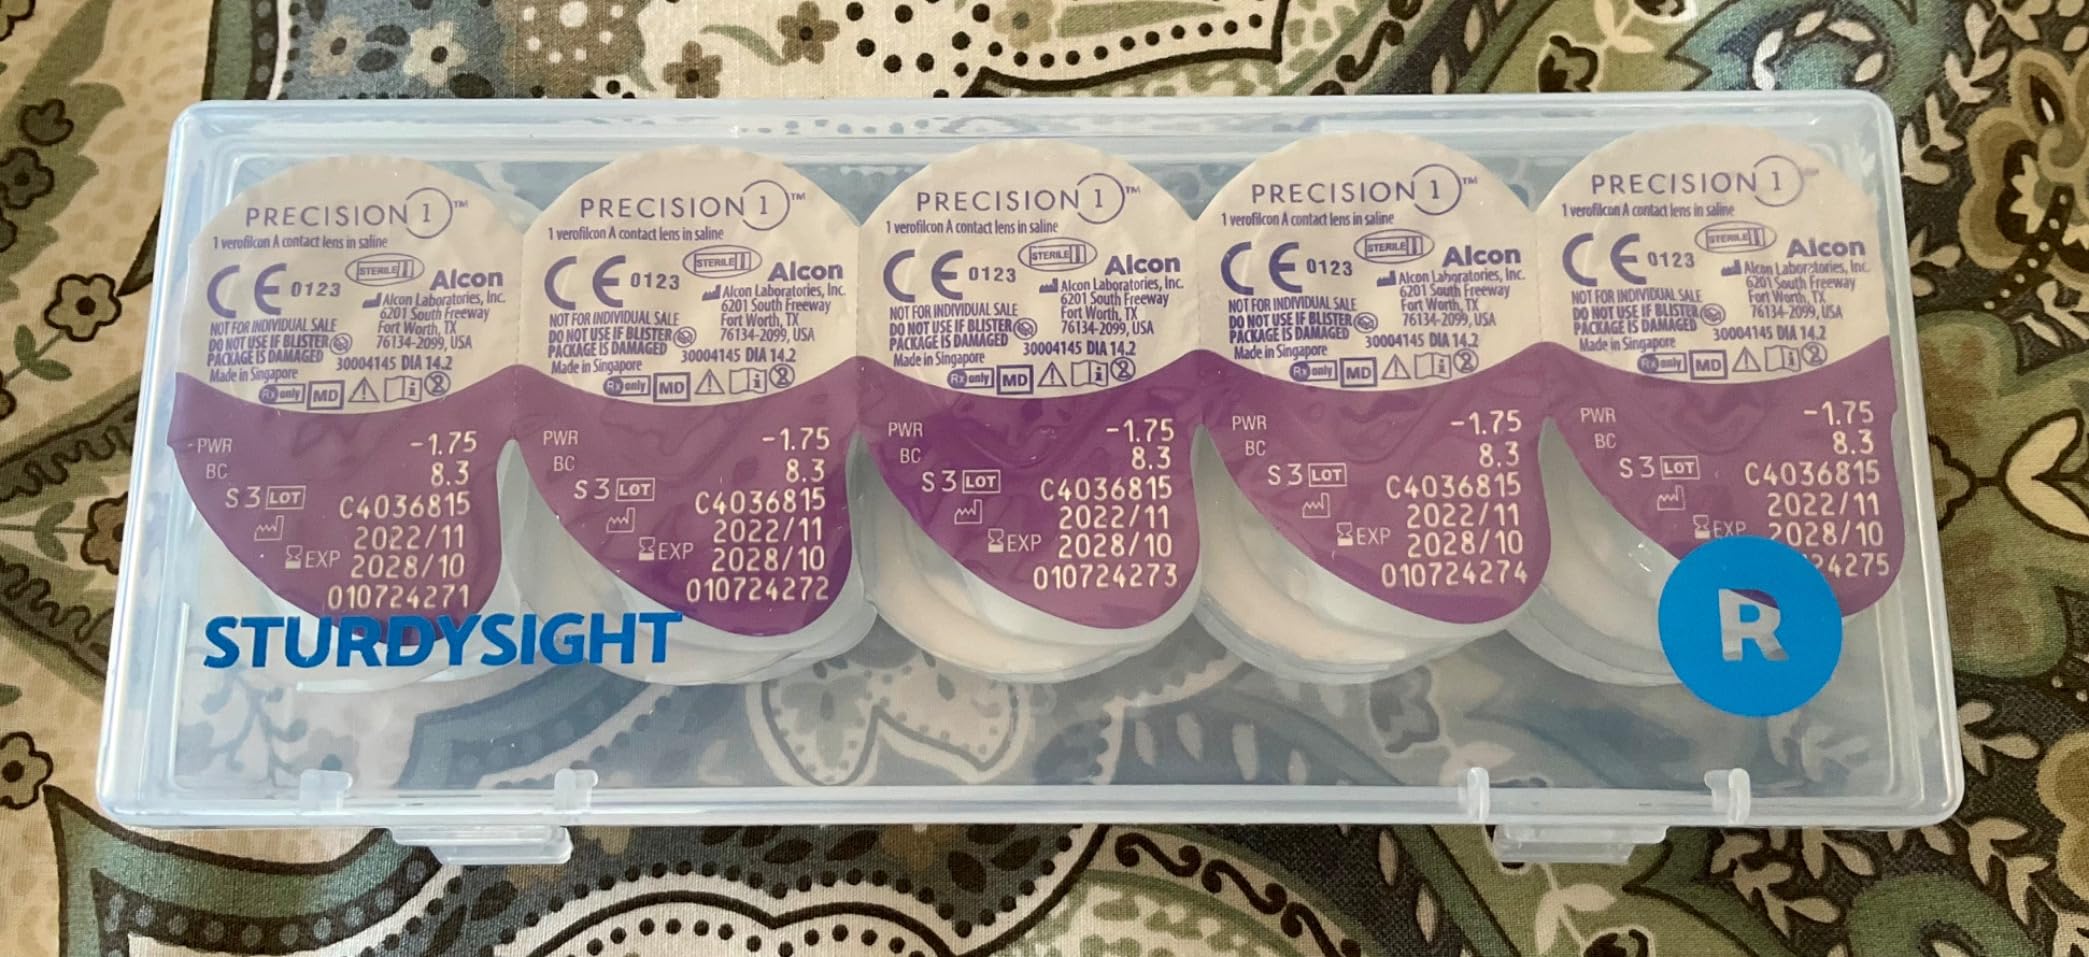 PRECISION 1™
1 verofilcon A contact lens in saline
CE 0123
STERILE
Alcon
Alcon Laboratories, Inc.
6201 South Freeway
Fort Worth, TX
76134-2099, USA
NOT FOR INDIVIDUAL SALE
DO NOT USE IF BLISTER
PACKAGE IS DAMAGED
Made in Singapore
30004145 DIA 14.2
Rx only MD
PWR -1.75
BC 8.3
S 3 LOT C4036815
2022/11
EXP 2028/10
010724271
PRECISION 1™
1 verofilcon A contact lens in saline
CE 0123
STERILE
Alcon
Alcon Laboratories, Inc.
6201 South Freeway
Fort Worth, TX
76134-2099, USA
NOT FOR INDIVIDUAL SALE
DO NOT USE IF BLISTER
PACKAGE IS DAMAGED
Made in Singapore
30004145 DIA 14.2
Rx only MD
PWR -1.75
BC 8.3
S 3 LOT C4036815
2022/11
EXP 2028/10
010724272
PRECISION 1™
1 verofilcon A contact lens in saline
CE 0123
STERILE
Alcon
Alcon Laboratories, Inc.
6201 South Freeway
Fort Worth, TX
76134-2099, USA
NOT FOR INDIVIDUAL SALE
DO NOT USE IF BLISTER
PACKAGE IS DAMAGED
Made in Singapore
30004145 DIA 14.2
Rx only MD
PWR -1.75
BC 8.3
S 3 LOT C4036815
2022/11
EXP 2028/10
010724273
PRECISION 1™
1 verofilcon A contact lens in saline
CE 0123
STERILE
Alcon
Alcon Laboratories, Inc.
6201 South Freeway
Fort Worth, TX
76134-2099, USA
NOT FOR INDIVIDUAL SALE
DO NOT USE IF BLISTER
PACKAGE IS DAMAGED
Made in Singapore
30004145 DIA 14.2
Rx only MD
PWR -1.75
BC 8.3
S 3 LOT C4036815
2022/11
EXP 2028/10
010724274
PRECISION 1
1 verofilcon A contact lens in saline
CE 0123
STERILE
Alcon
Alcon Laboratories, Inc.
6201 South Freeway
Fort Worth, TX
76134-2099, USA
NOT FOR INDIVIDUAL SALE
DO NOT USE IF BLISTER
PACKAGE IS DAMAGED
Made in Singapore
30004145 DIA 14.2
Rx only MD
PWR -1.75
BC 8.3
S 3 LOT C4036815
2022/11
EXP 2028/10
24275
STURDYSIGHT
R